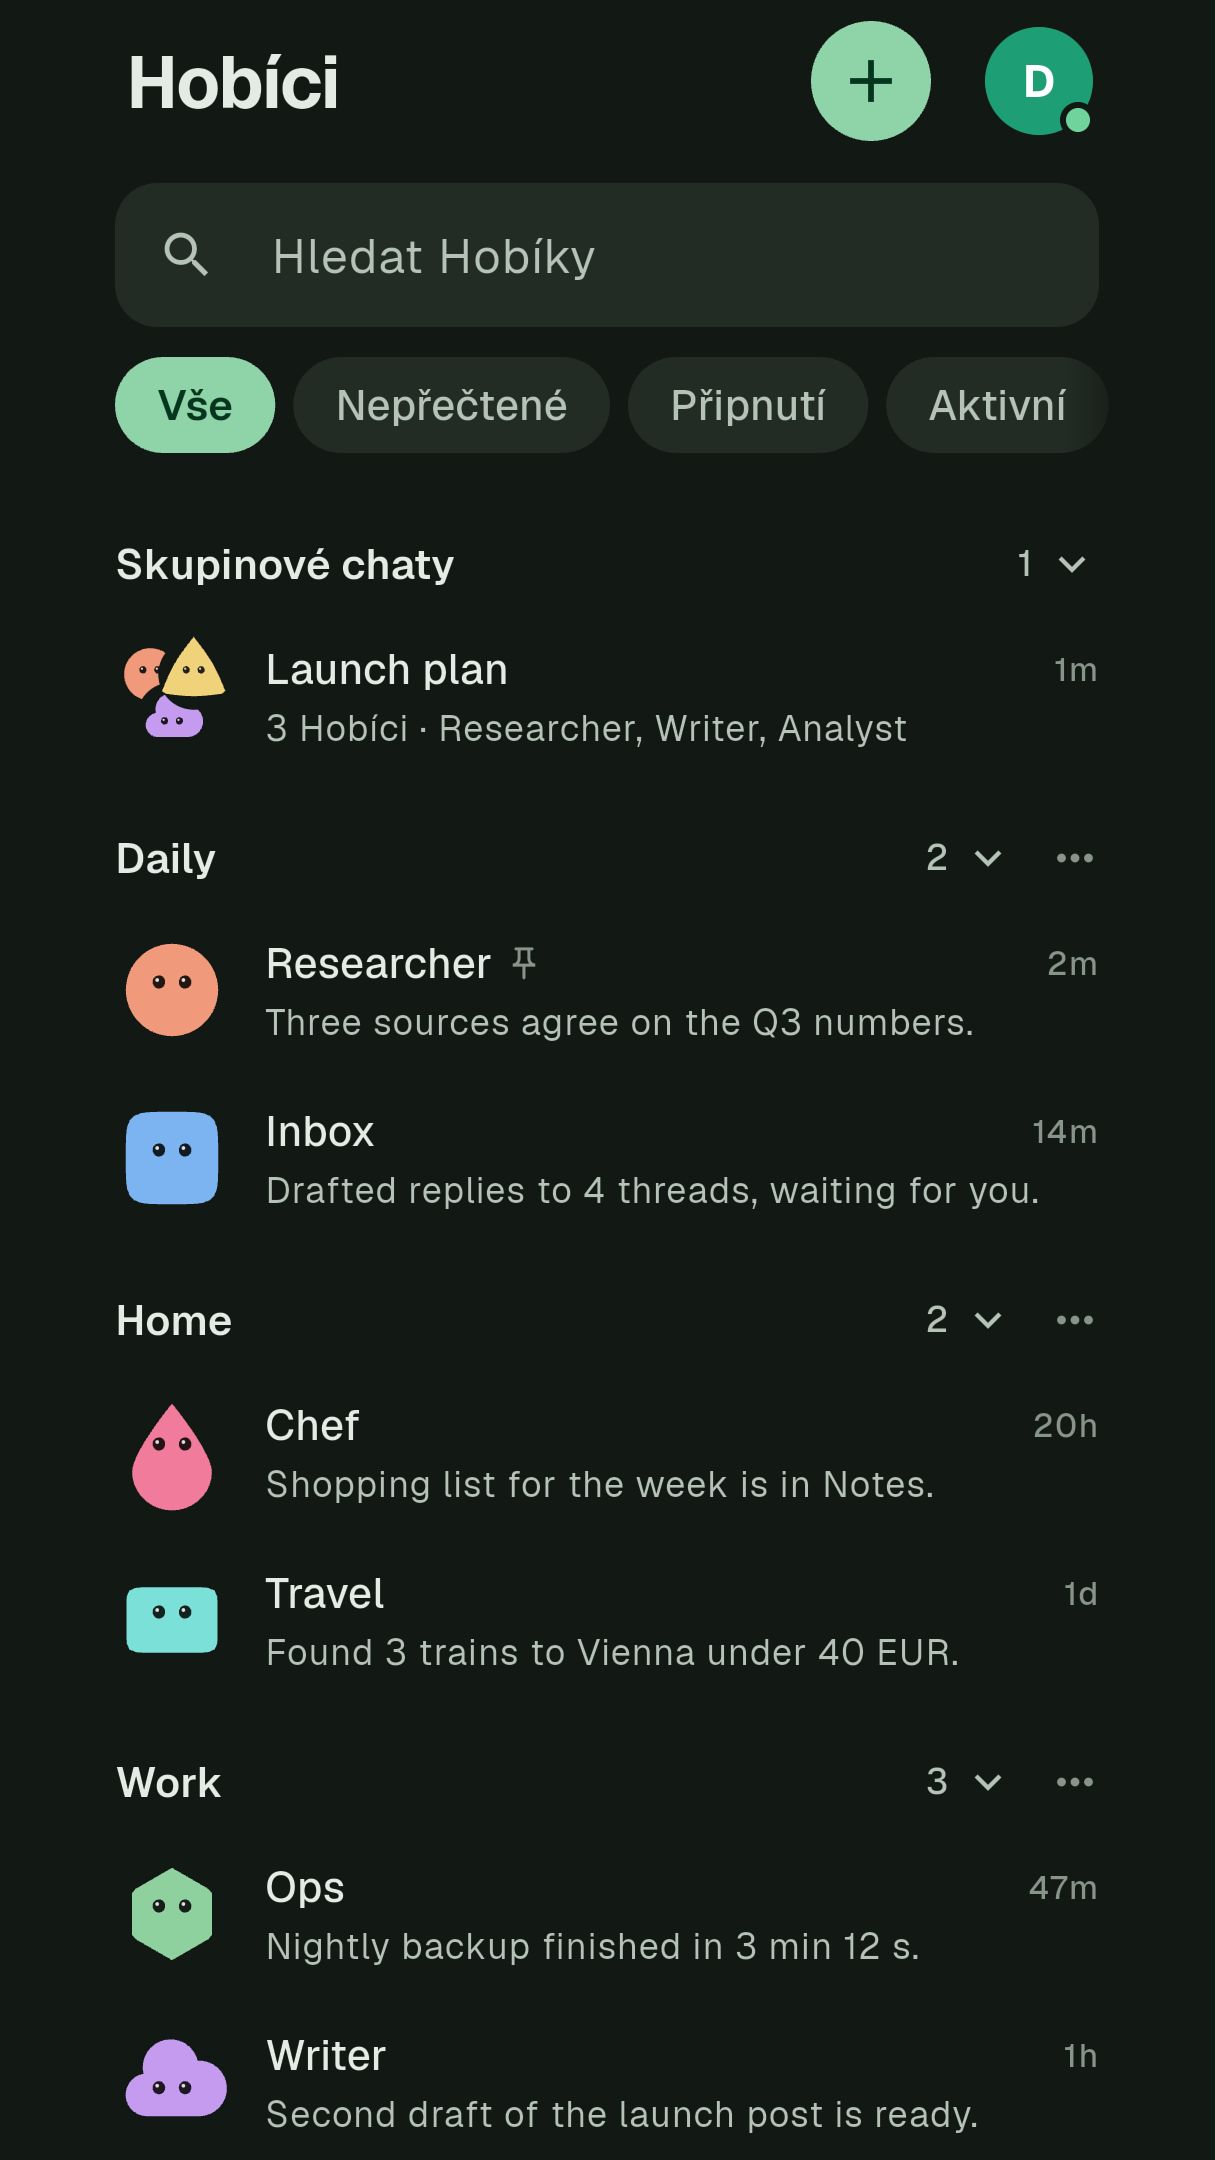 Hobíci
D
Hledat Hobíky
Vše
Nepřečtené
Připnutí
Aktivní
Skupinové chaty 1
Launch plan 1m
3 Hobíci · Researcher, Writer, Analyst
Daily 2
Researcher 2m
Three sources agree on the Q3 numbers.
Inbox 14m
Drafted replies to 4 threads, waiting for you.
Home 2
Chef 20h
Shopping list for the week is in Notes.
Travel 1d
Found 3 trains to Vienna under 40 EUR.
Work 3
Ops 47m
Nightly backup finished in 3 min 12 s.
Writer 1h
Second draft of the launch post is ready.